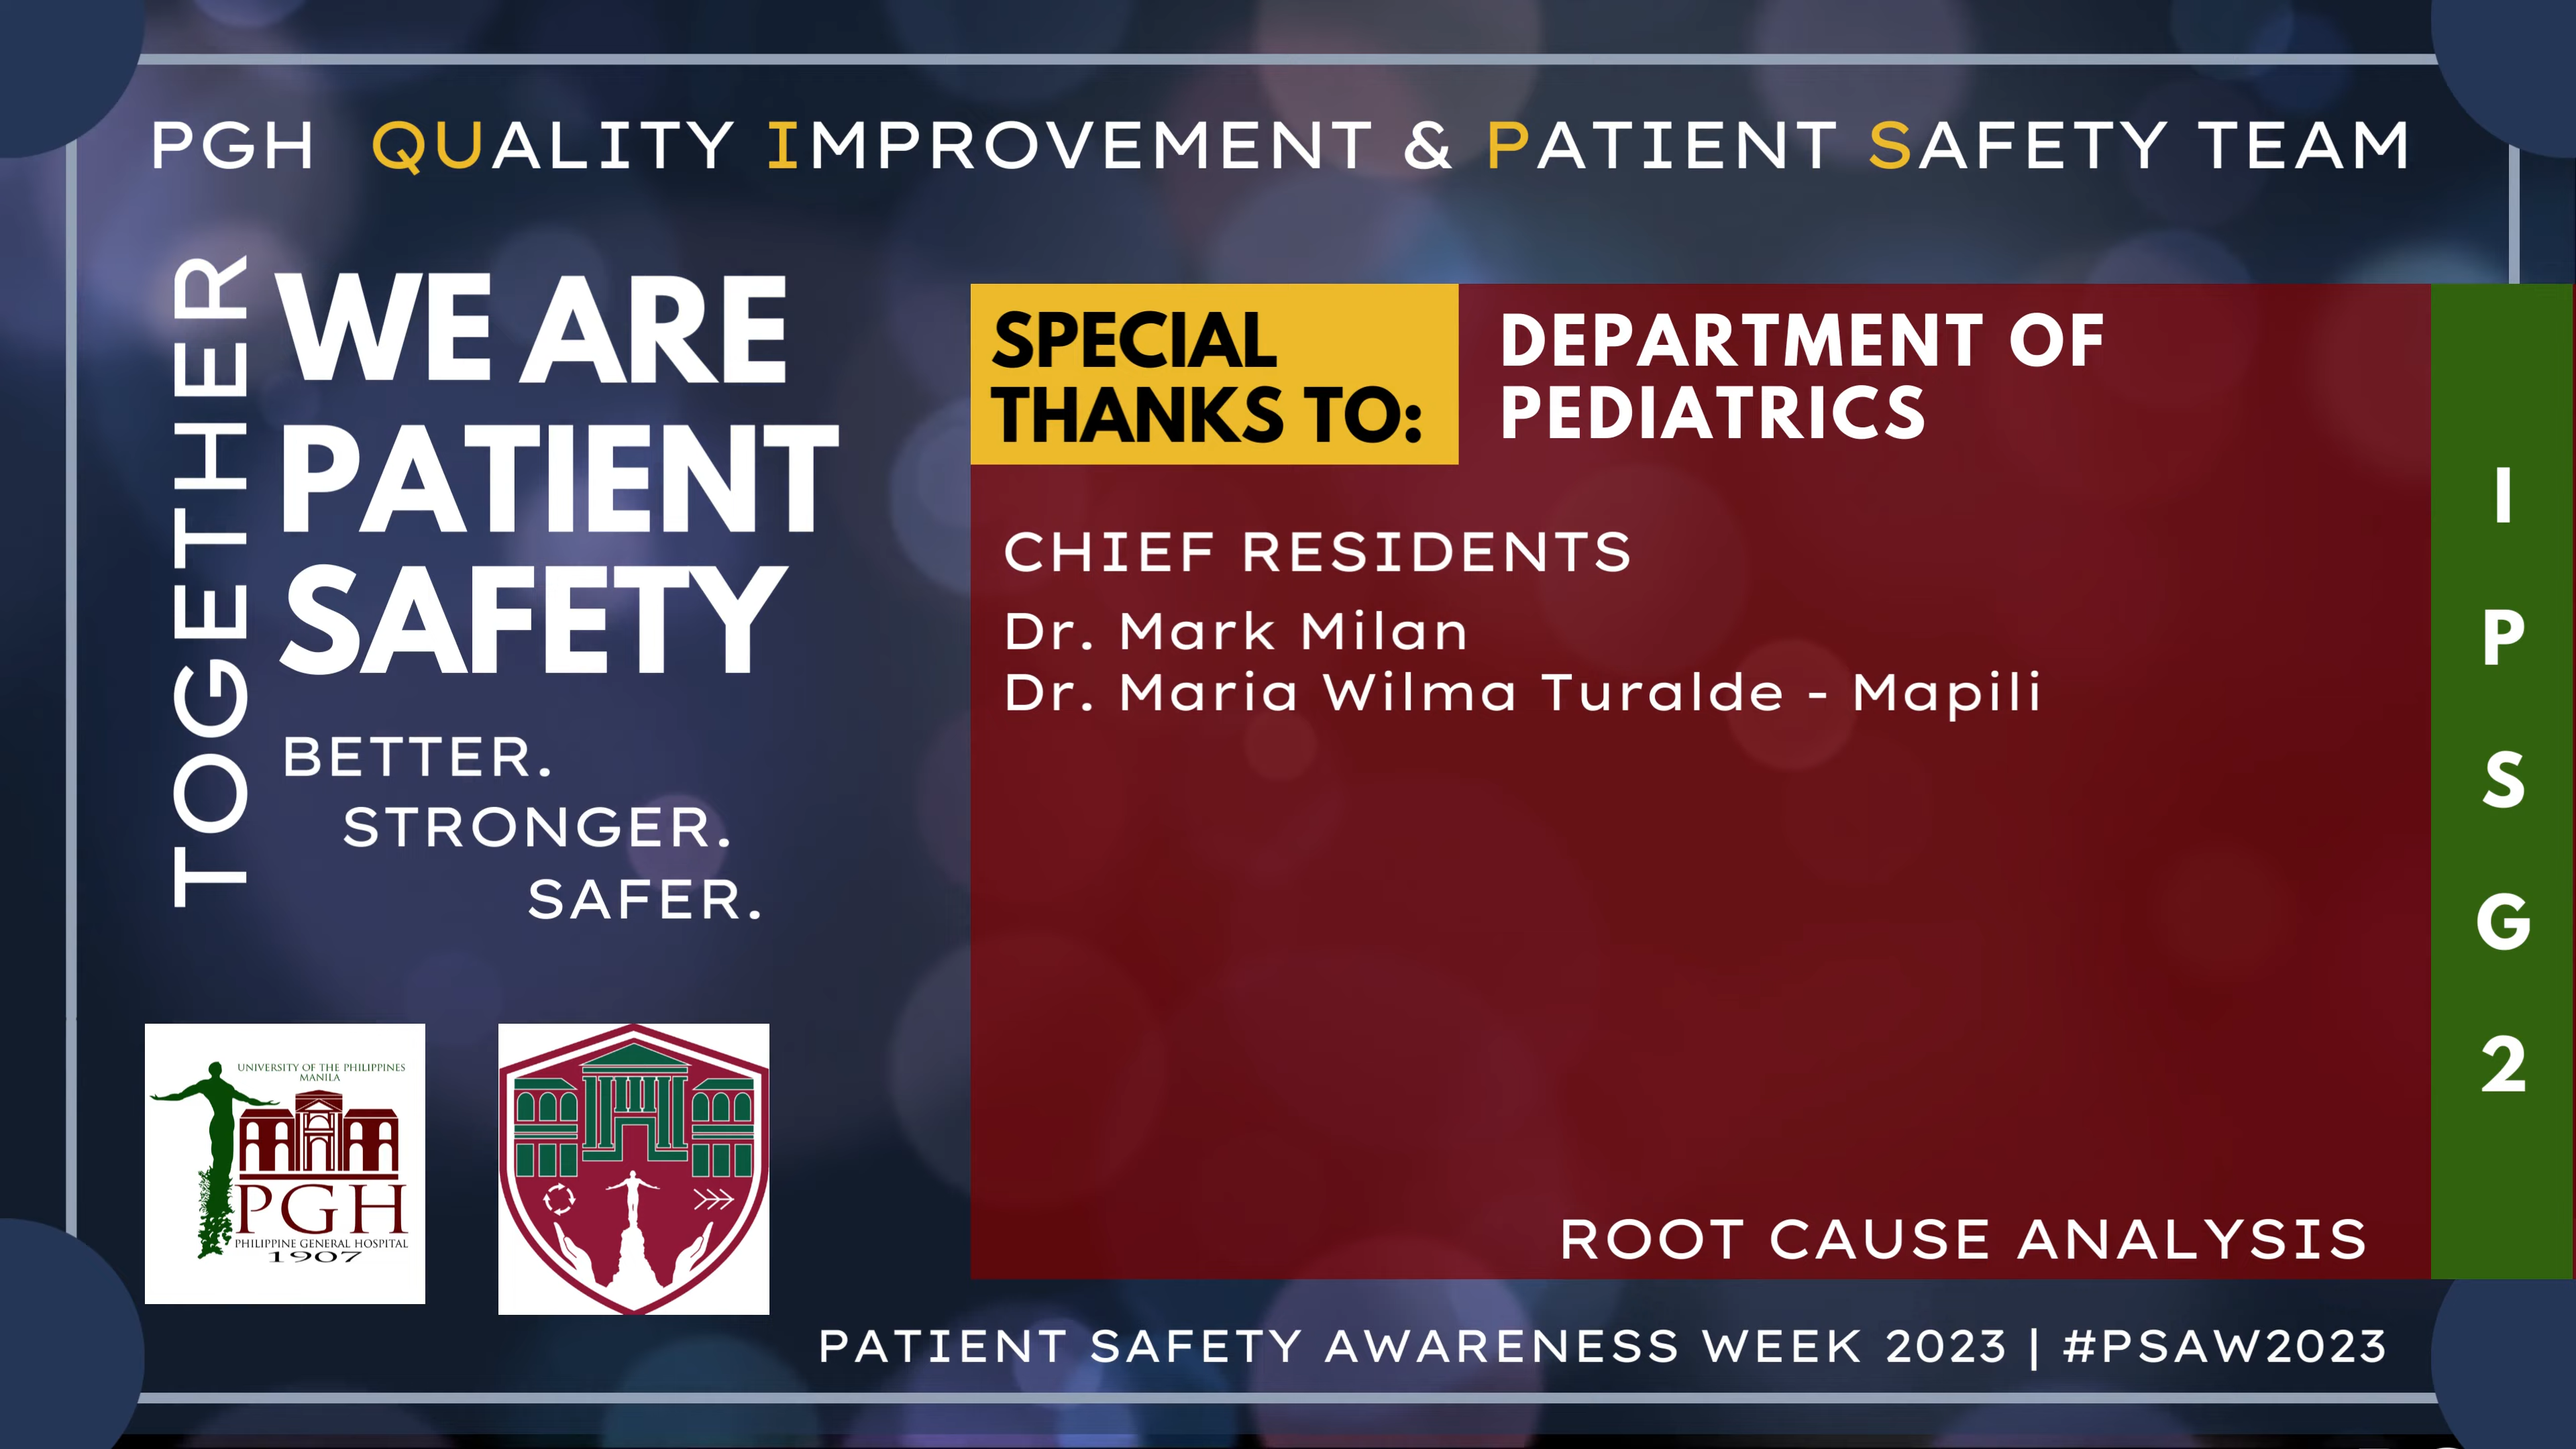 PGH QUALITY IMPROVEMENT & PATIENT SAFETY TEAM
TOGETHER
WE ARE
PATIENT
SAFETY
BETTER.
STRONGER.
SAFER.
UNIVERSITY OF THE PHILIPPINES
MANILA
PGH
PHILIPPINE GENERAL HOSPITAL
1907
SPECIAL
THANKS TO:
DEPARTMENT OF
PEDIATRICS
CHIEF RESIDENTS
Dr. Mark Milan
Dr. Maria Wilma Turalde - Mapili
ROOT CAUSE ANALYSIS
I
P
S
G
2
PATIENT SAFETY AWARENESS WEEK 2023 | #PSAW2023